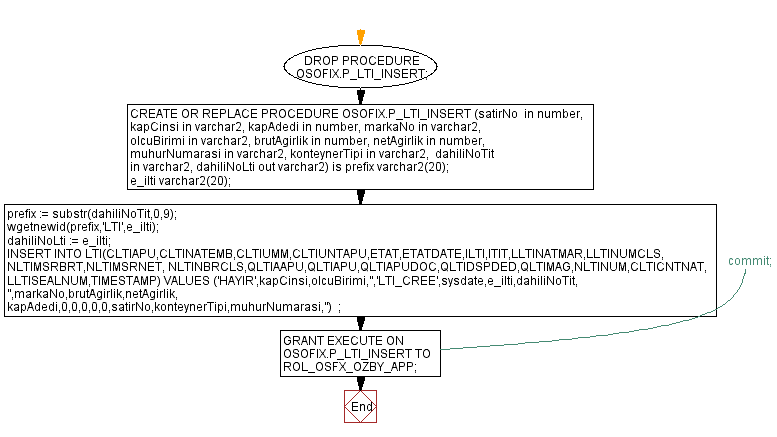 DROP PROCEDURE
OSOFIX.P_LTI_INSERT;
CREATE OR REPLACE PROCEDURE OSOFIX.P_LTI_INSERT (satirNo in number,
kapCinsi in varchar2, kapAdedi in number, markaNo in varchar2,
olcuBirimi in varchar2, brutAgirlik in number, netAgirlik in number,
muhurNumarasi in varchar2, konteynerTipi in varchar2, dahiliNoTit
in varchar2, dahiliNoLti out varchar2) is prefix varchar2(20);
e_ilti varchar2(20);
prefix := substr(dahiliNoTit,0,9);
wgetnewid(prefix,'LTI',e_ilti);
dahiliNoLti := e_ilti;
INSERT INTO LTI(CLTIAPU,CLTINATEMB,CLTIUMM,CLTIUNTAPU,ETAT,ETATDATE,ILTI,ITIT,LLTINATMAR,LLTINUMCLS,
NLTIMSRBRT,NLTIMSRNET, NLTINBRCLS,QLTIAAPU,QLTIAPU,QLTIAPUDOC,QLTIDSPDED,QLTIMAG,NLTINUM,CLTICNTNAT,
LLTISEALNUM,TIMESTAMP) VALUES ('HAYIR',kapCinsi,olcuBirimi,'','LTI_CREE',sysdate,e_ilti,dahiliNoTit,
'',markaNo,brutAgirlik,netAgirlik,
kapAdedi,0,0,0,0,0,satirNo,konteynerTipi,muhurNumarasi,'') ;
commit;
GRANT EXECUTE ON
OSOFIX.P_LTI_INSERT TO
ROL_OSFX_OZBY_APP;
End